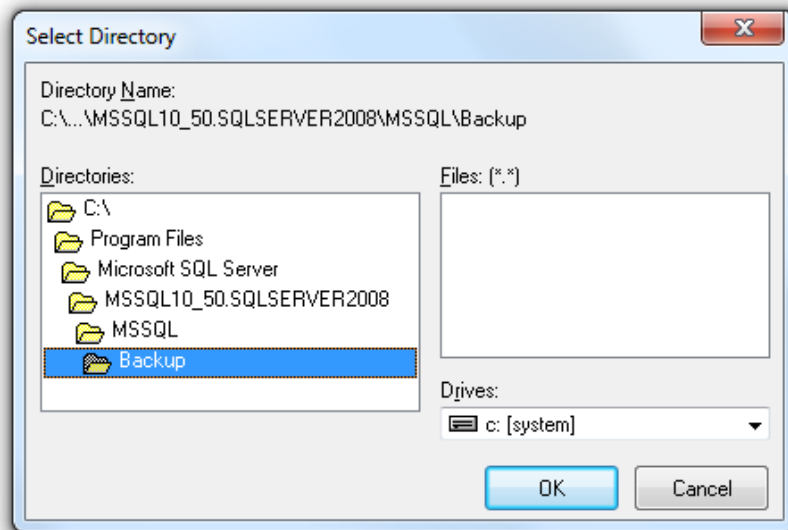 Select Directory
Directory Name:
C:\...\MSSQL10_50.SQLSERVER2008\MSSQL\Backup
Directories:
C:\
Program Files
Microsoft SQL Server
MSSQL10_50.SQLSERVER2008
MSSQL
Backup
Files: (*.*)
Drives:
c: [system]
OK
Cancel